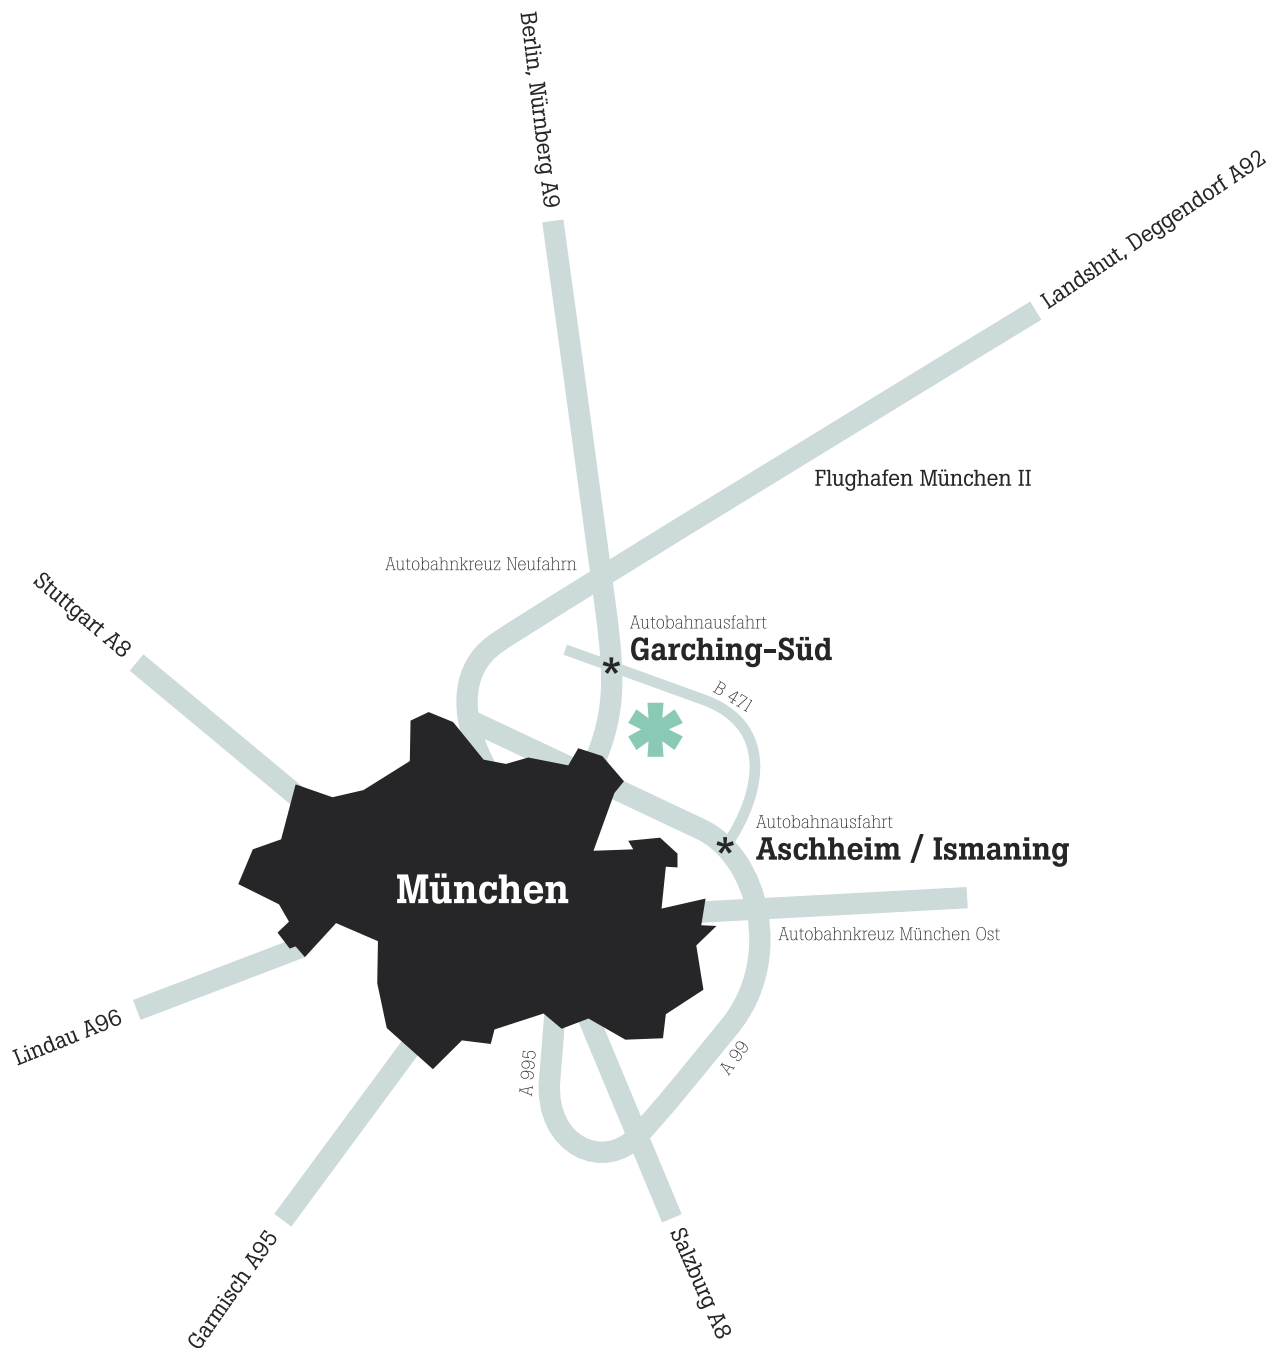 Berlin, Nürnberg A9
Landshut, Deggendorf A92
Flughafen München II
Autobahnkreuz Neufahrn
Stuttgart A8
Autobahnausfahrt
Garching-Süd
B 471
Autobahnausfahrt
Aschheim / Ismaning
München
Autobahnkreuz München Ost
Lindau A96
A 995
A 99
Garmisch A95
Salzburg A8